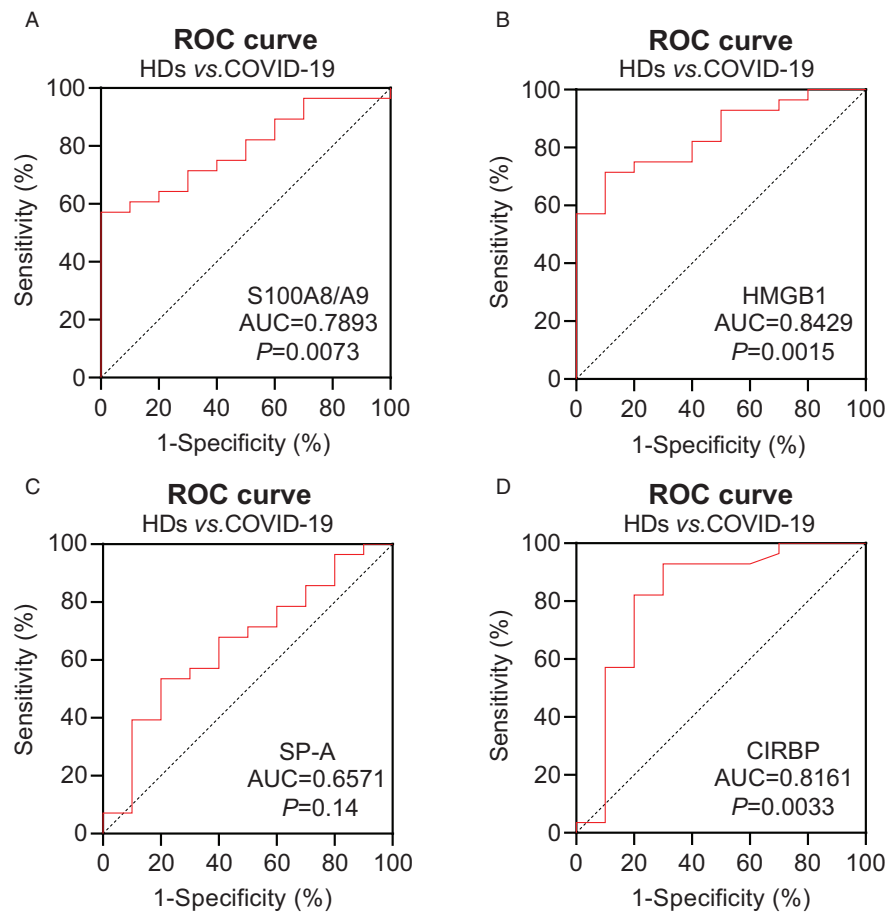 A
ROC curve
HDs vs.COVID-19
100
80
60
40
20
0
Sensitivity (%)
S100A8/A9
AUC=0.7893
P=0.0073
0 20 40 60 80 100
1-Specificity (%)
B
ROC curve
HDs vs.COVID-19
100
80
60
40
20
0
Sensitivity (%)
HMGB1
AUC=0.8429
P=0.0015
0 20 40 60 80 100
1-Specificity (%)
C
ROC curve
HDs vs.COVID-19
100
80
60
40
20
0
Sensitivity (%)
SP-A
AUC=0.6571
P=0.14
0 20 40 60 80 100
1-Specificity (%)
D
ROC curve
HDs vs.COVID-19
100
80
60
40
20
0
Sensitivity (%)
CIRBP
AUC=0.8161
P=0.0033
0 20 40 60 80 100
1-Specificity (%)